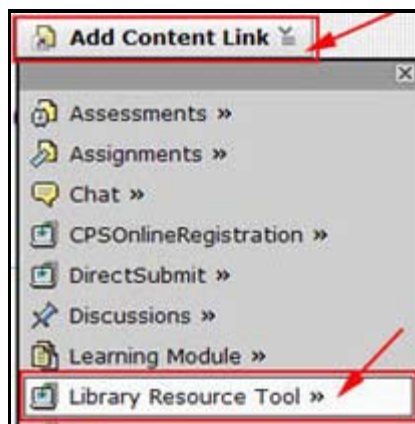 Add Content Link
Assessments »
Assignments »
Chat »
CPSOnlineRegistration »
DirectSubmit »
Discussions »
Learning Module »
Library Resource Tool »